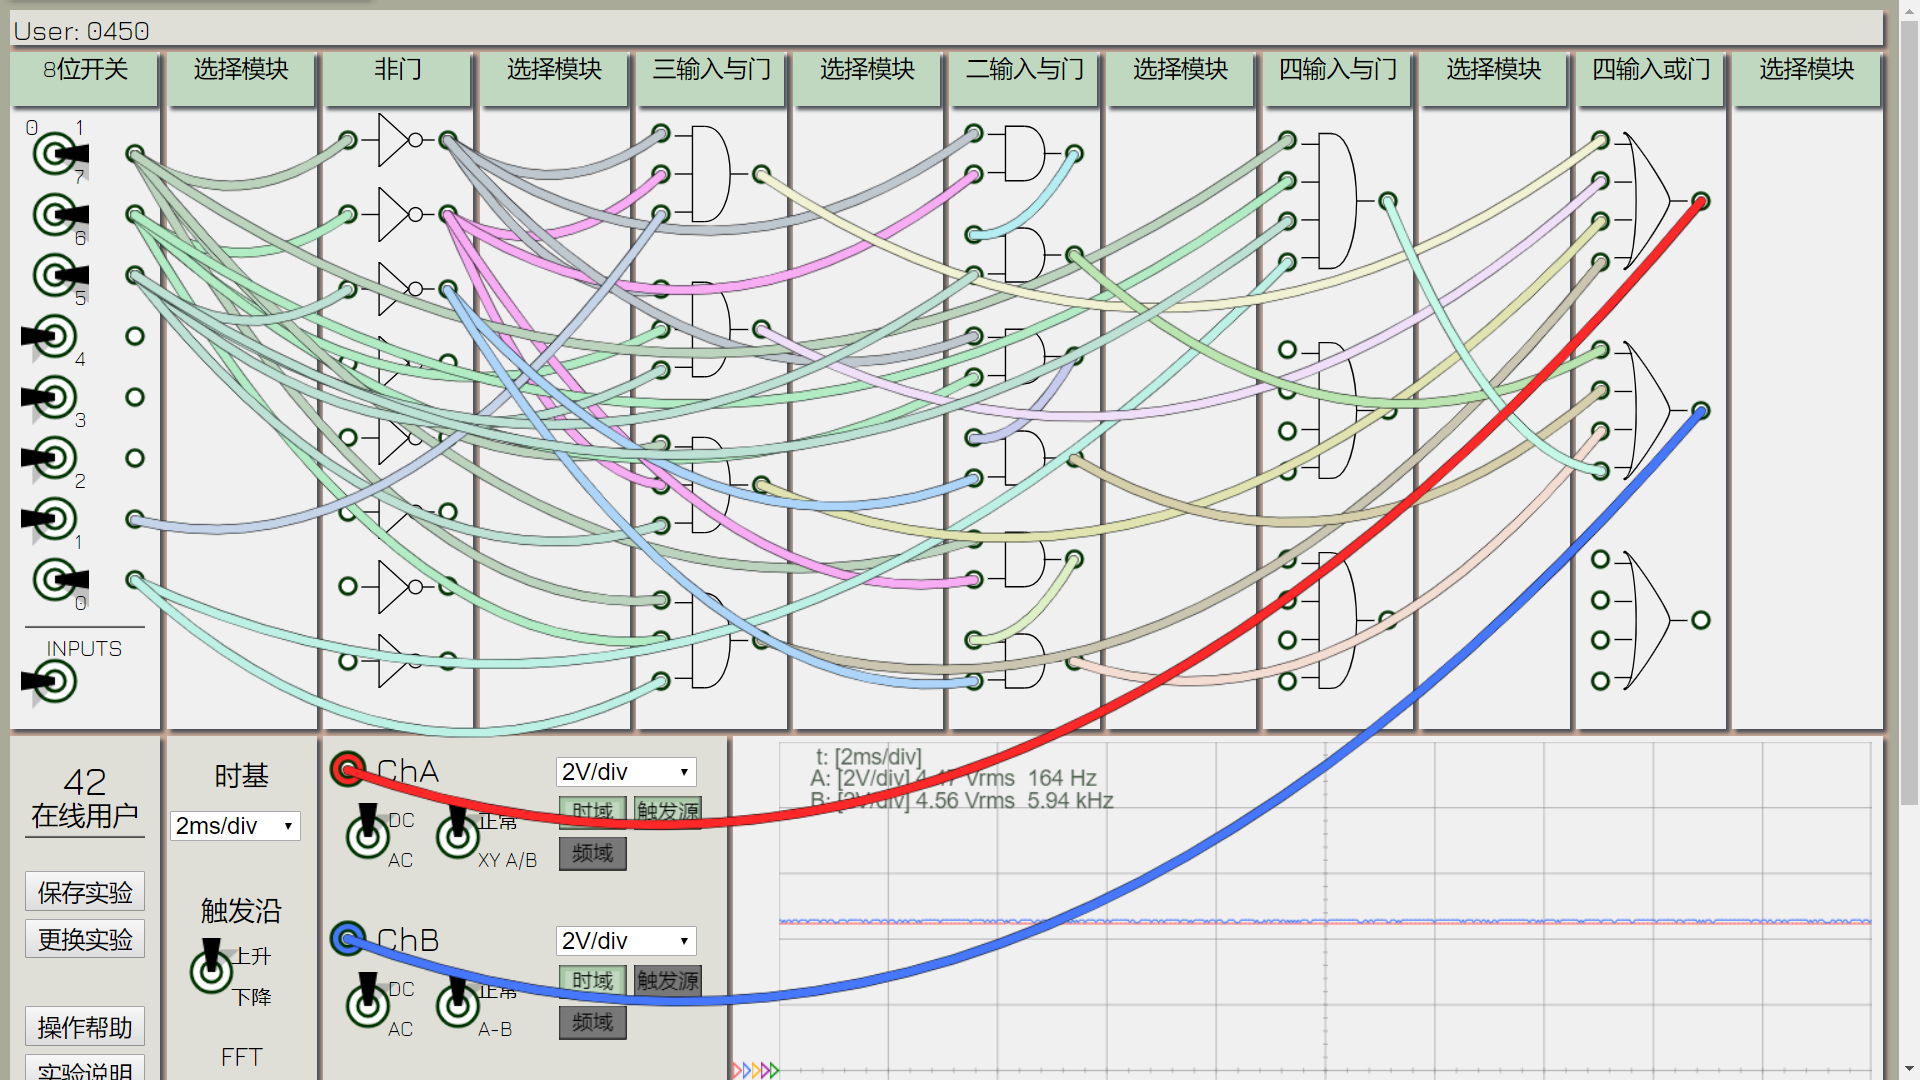 User: 0450
8位开关 选择模块 非门 选择模块 三输入与门 选择模块 二输入与门 选择模块 四输入与门 选择模块 四输入或门 选择模块
0 1
7
6
5
4
3
2
1
0
INPUTS
42
在线用户
保存实验
更换实验
操作帮助
实验说明
时基
2ms/div
触发沿
上升
下降
FFT
ChA
2V/div
DC
AC
正常
XY A/B
时域 触发源
频域
ChB
2V/div
DC
AC
正常
A-B
时域 触发源
频域
t: [2ms/div]
A: [2V/div] 4.47 Vrms 164 Hz
B: [2V/div] 4.56 Vrms 5.94 kHz